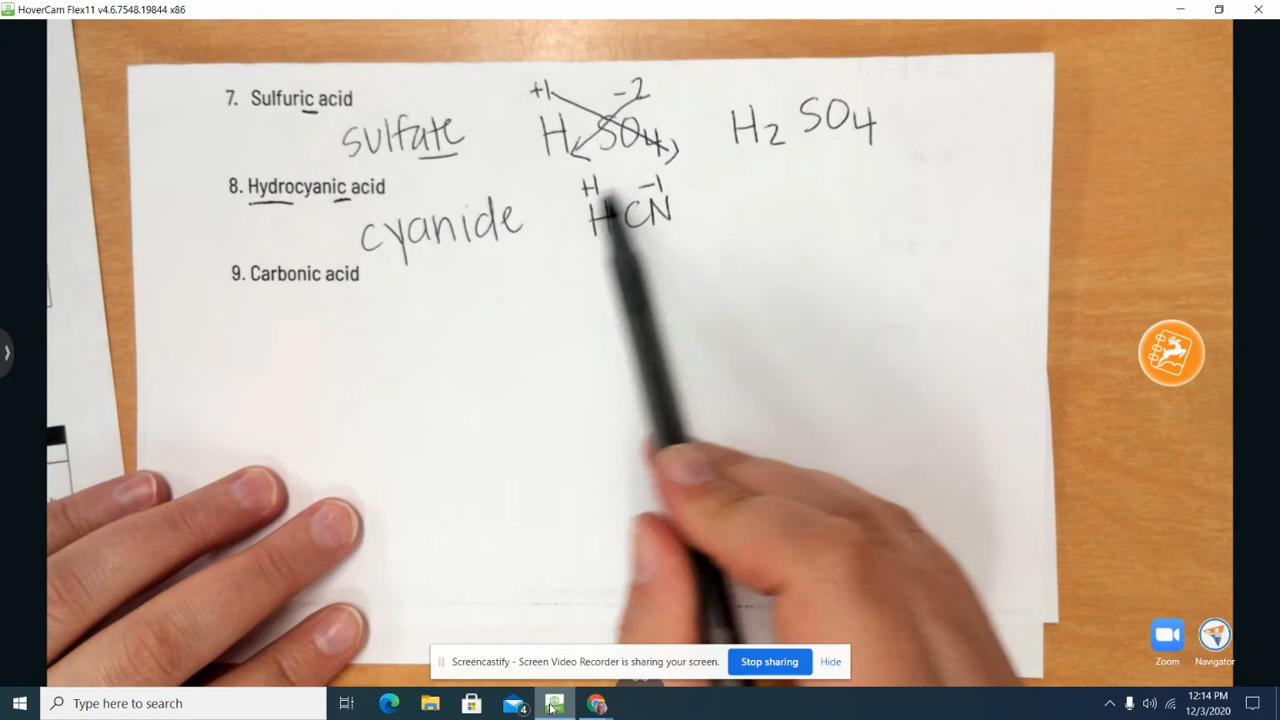 HoverCam Flex11 v4.6.7548.19844 x86
7. Sulfuric acid
+1 -2
sulfate H SO4 H2 SO4
8. Hydrocyanic acid
+1 -1
cyanide HCN
9. Carbonic acid
Screencastify - Screen Video Recorder is sharing your screen. Stop sharing Hide
Zoom Navigator
Type here to search
4
12:14 PM
12/3/2020